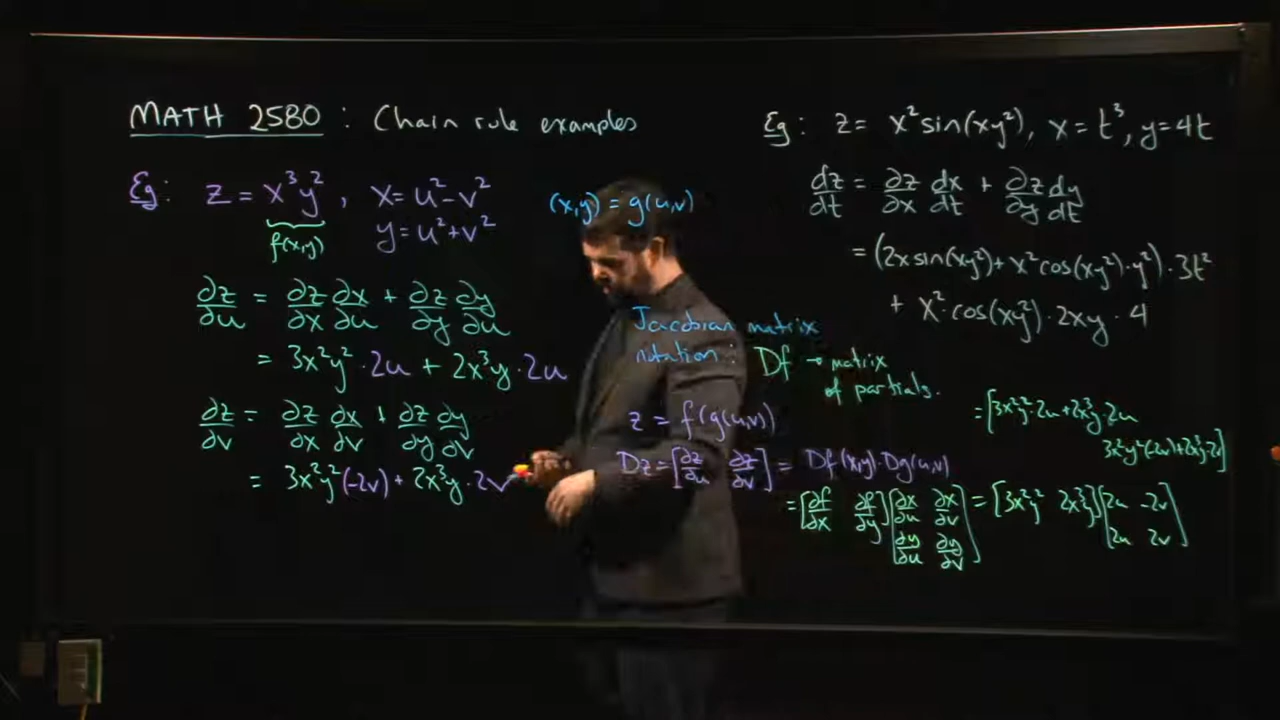 MATH 2580 : Chain rule examples
Eg: z = x³y² , x = u² - v²
f(x,y) y = u² + v²
(x,y) = g(u,v)
∂z/∂u = ∂z/∂x ∂x/∂u + ∂z/∂y ∂y/∂u
= 3x²y² · 2u + 2x³y · 2u
∂z/∂v = ∂z/∂x ∂x/∂v + ∂z/∂y ∂y/∂v
= 3x²y²(-2v) + 2x³y · 2v
Jacobian matrix
notation : Df → matrix
of partials.
z = f(g(u,v))
Dz = [∂z/∂u ∂z/∂v] = Df(x,y) · Dg(u,v)
= [∂f/∂x ∂f/∂y] [∂x/∂u ∂x/∂v ; ∂y/∂u ∂y/∂v] = [3x²y² 2x³y] [2u -2v ; 2u 2v]
= [3x²y² · 2u + 2x³y · 2u
3x²y²(-2v) + 2x³y · 2v]
Eg: z = x² sin(xy²), x = t³, y = 4t
dz/dt = ∂z/∂x dx/dt + ∂z/∂y dy/dt
= (2x sin(xy²) + x² cos(xy²) · y²) · 3t²
+ x² · cos(xy²) · 2xy · 4